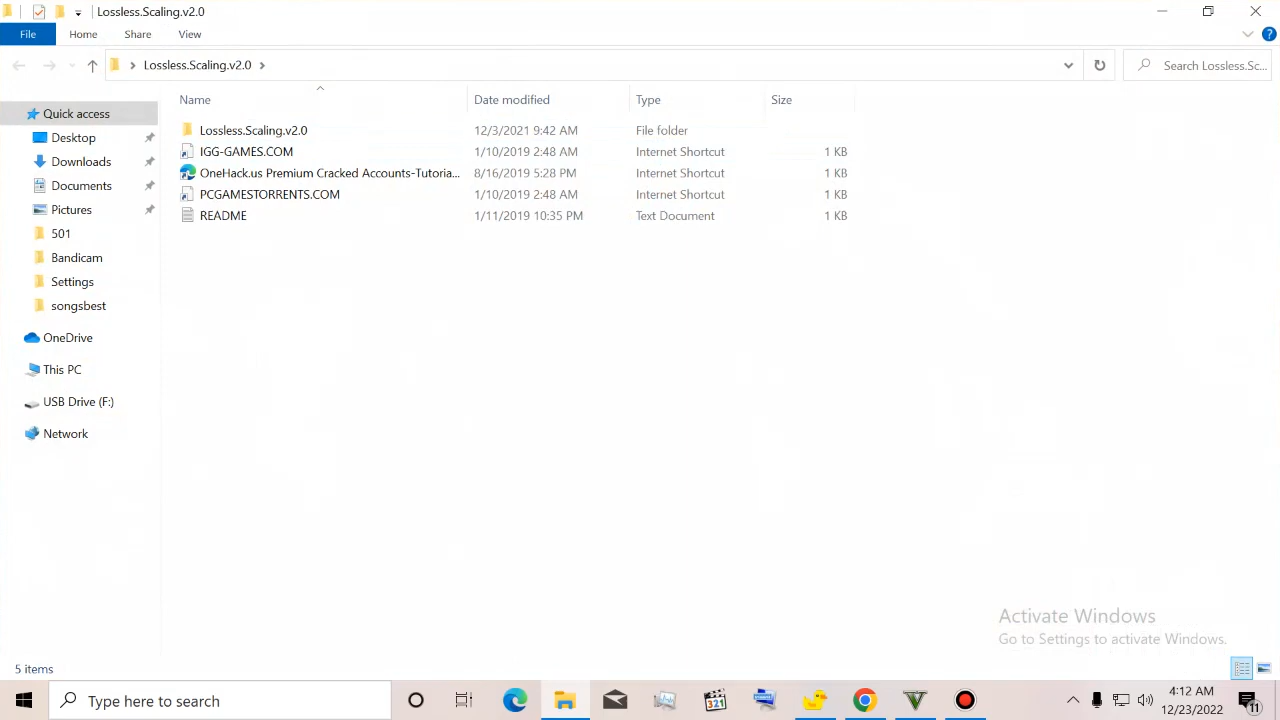 Lossless.Scaling.v2.0
File Home Share View
Lossless.Scaling.v2.0 Search Lossless.Sc...
Name Date modified Type Size
Quick access
Desktop
Downloads
Documents
Pictures
501
Bandicam
Settings
songsbest
OneDrive
This PC
USB Drive (F:)
Network
Lossless.Scaling.v2.0 12/3/2021 9:42 AM File folder
IGG-GAMES.COM 1/10/2019 2:48 AM Internet Shortcut 1 KB
OneHack.us Premium Cracked Accounts-Tutoria... 8/16/2019 5:28 PM Internet Shortcut 1 KB
PCGAMESTORRENTS.COM 1/10/2019 2:48 AM Internet Shortcut 1 KB
README 1/11/2019 10:35 PM Text Document 1 KB
Activate Windows
Go to Settings to activate Windows.
5 items
Type here to search
321
4:12 AM
12/23/2022
11